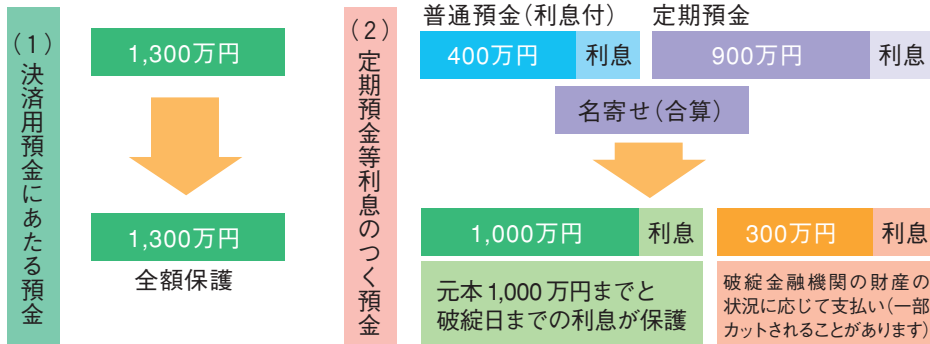 （1）決済用預金にあたる預金
1,300万円
1,300万円
全額保護
（2）定期預金等利息のつく預金
普通預金（利息付） 定期預金
400万円 利息 900万円 利息
名寄せ（合算）
1,000万円 利息 300万円 利息
元本1,000万円までと
破綻日までの利息が保護
破綻金融機関の財産の
状況に応じて支払い（一部
カットされることがあります）